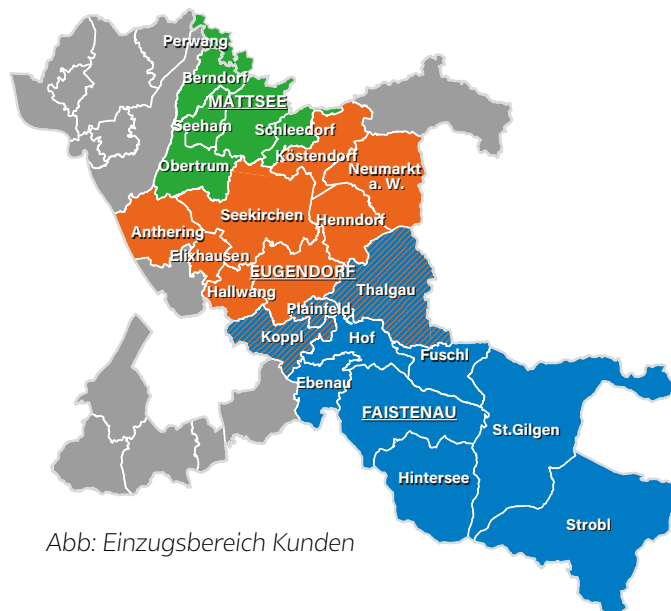 Perwang
Berndorf
MATTSEE
Seeham
Schleedorf
Obertrum
Köstendorf
Neumarkt
a. W.
Seekirchen
Henndorf
Anthering
Elixhausen
EUGENDORF
Hallwang
Thalgau
Plainfeld
Koppl
Hof
Fuschl
Ebenau
FAISTENAU
St.Gilgen
Hintersee
Strobl
Abb: Einzugsbereich Kunden